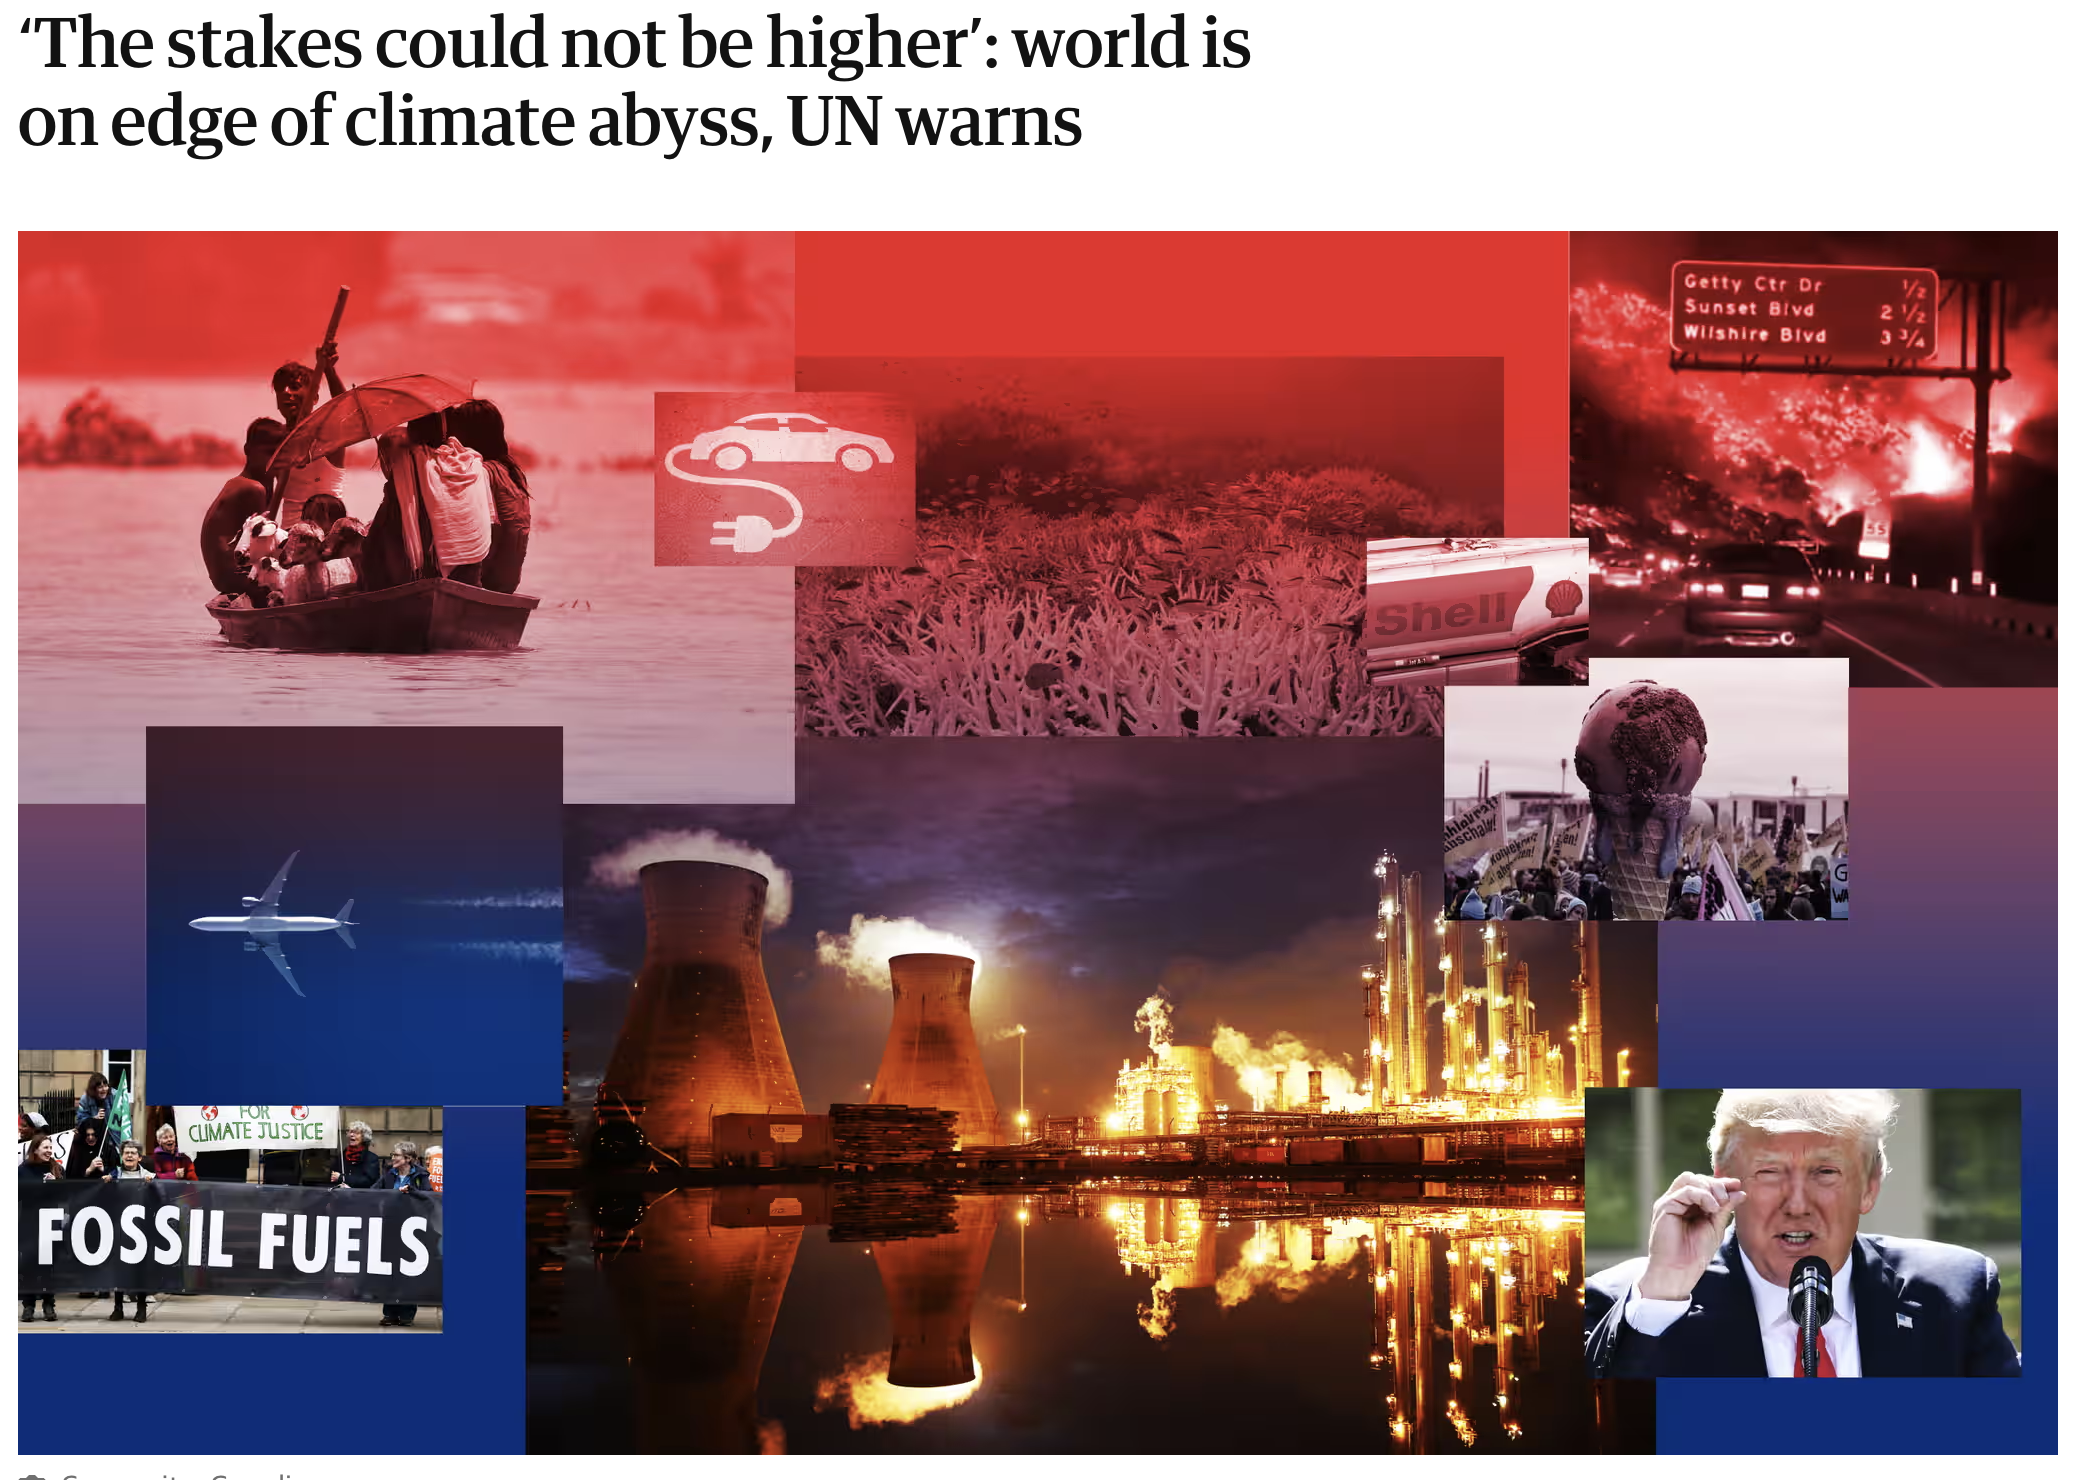 ‘The stakes could not be higher’: world is
on edge of climate abyss, UN warns
Getty Ctr Dr 1/2
Sunset Blvd 2 1/2
Wilshire Blvd 3 3/4
55
Shell
FOR
CLIMATE JUSTICE
FOSSIL FUELS